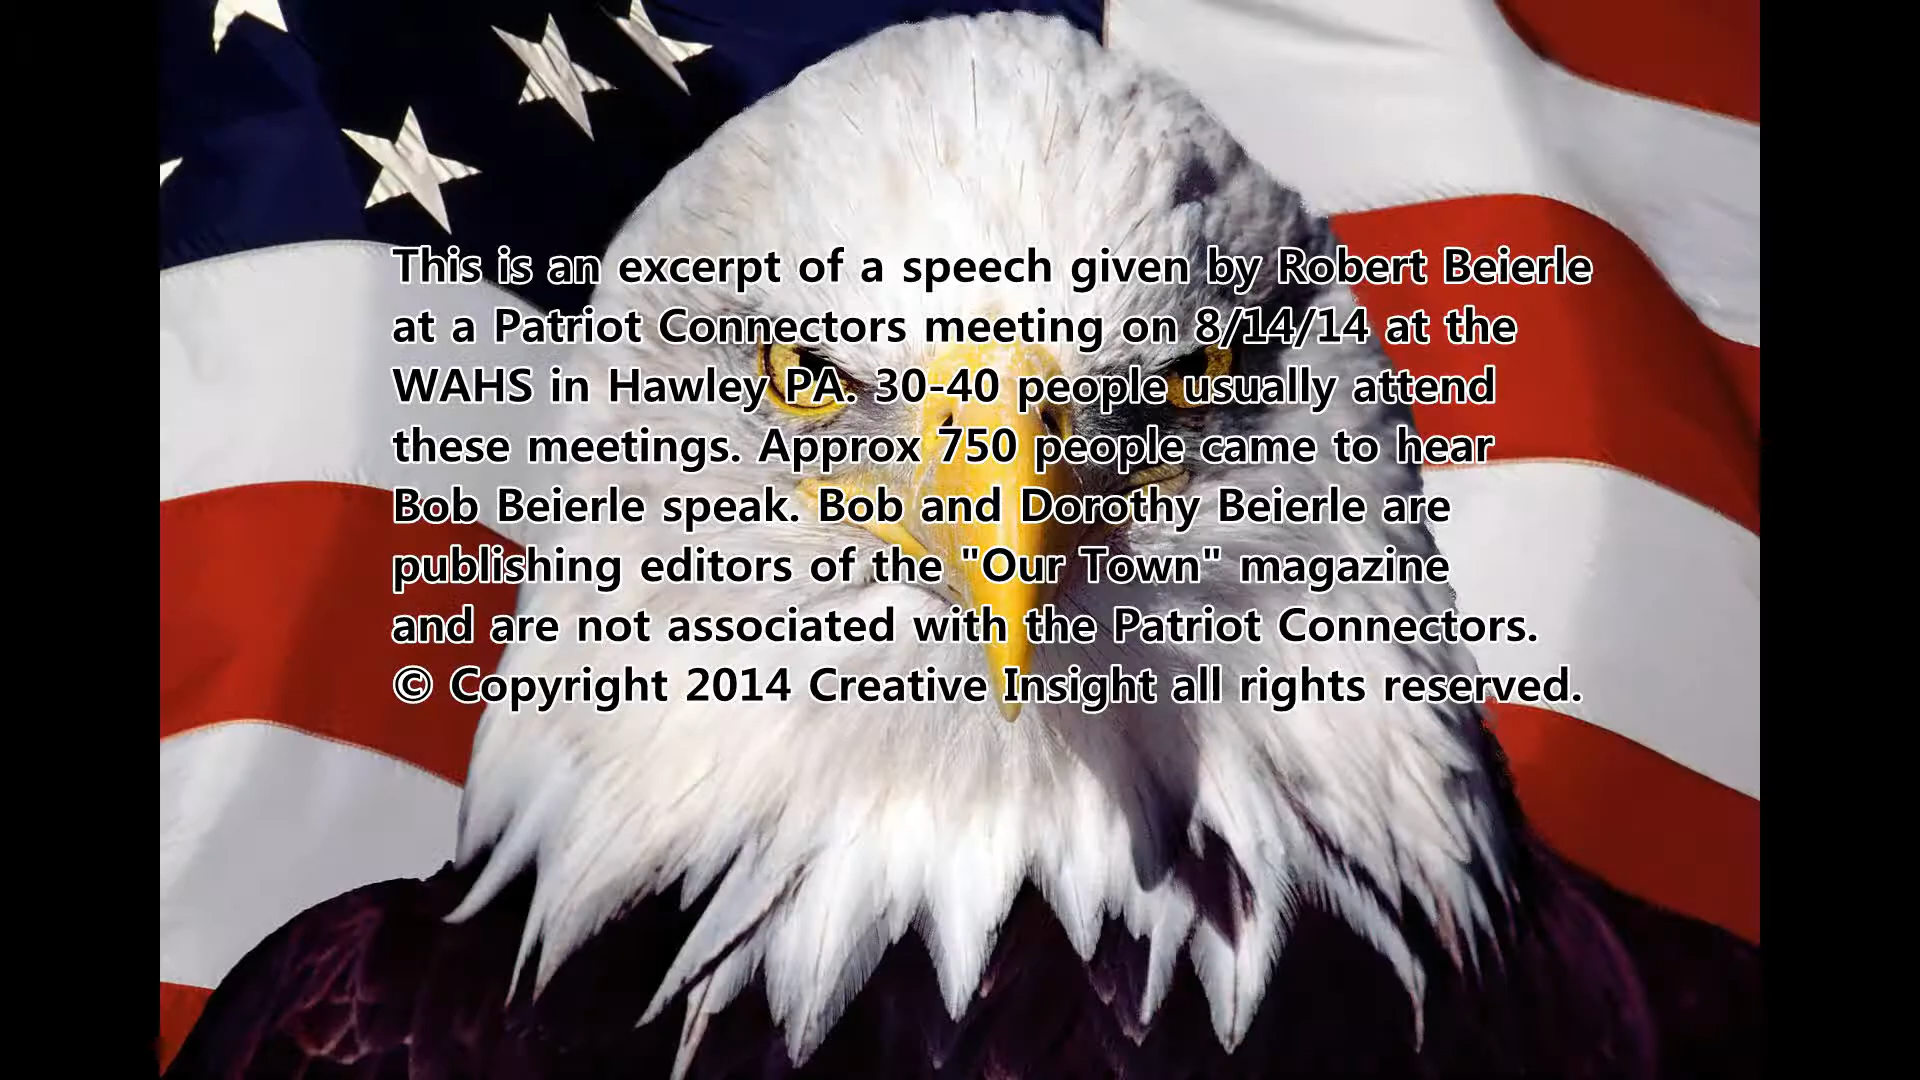 This is an excerpt of a speech given by Robert Beierle
at a Patriot Connectors meeting on 8/14/14 at the
WAHS in Hawley PA. 30-40 people usually attend
these meetings. Approx 750 people came to hear
Bob Beierle speak. Bob and Dorothy Beierle are
publishing editors of the "Our Town" magazine
and are not associated with the Patriot Connectors.
© Copyright 2014 Creative Insight all rights reserved.